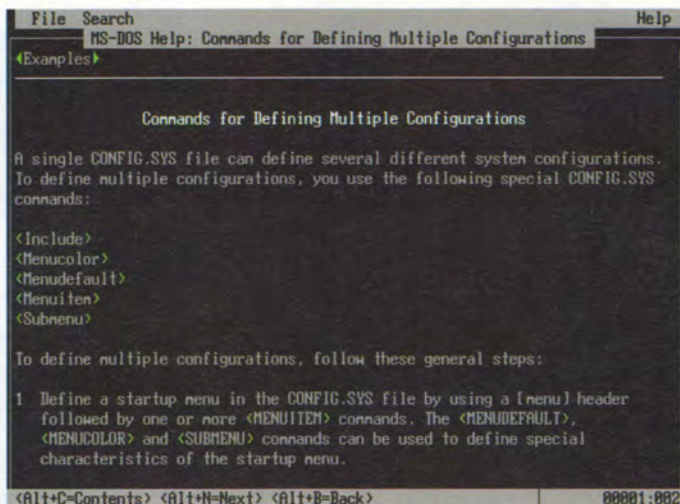 File Search Help
MS-DOS Help: Commands for Defining Multiple Configurations
◄Examples►
Commands for Defining Multiple Configurations
A single CONFIG.SYS file can define several different system configurations.
To define multiple configurations, you use the following special CONFIG.SYS
commands:
<Include>
<Menucolor>
<Menudefault>
<Menuitem>
<Submenu>
To define multiple configurations, follow these general steps:
1 Define a startup menu in the CONFIG.SYS file by using a [menu] header
followed by one or more <MENUITEM> commands. The <MENUDEFAULT>,
<MENUCOLOR> and <SUBMENU> commands can be used to define special
characteristics of the startup menu.
<Alt+C=Contents> <Alt+N=Next> <Alt+B=Back> 00001:002